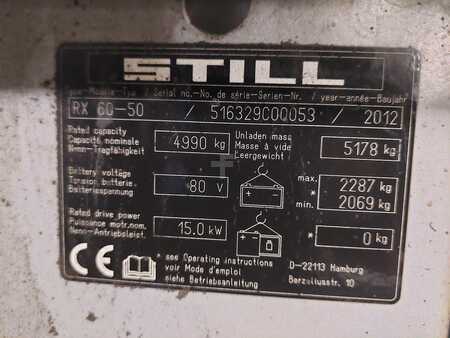 STILL
type-Modèle-Typ / Serial no.-No. de série-Serien-Nr. / year-année-Baujahr
RX 60-50 / 516329C00053 / 2012
Rated capacity
Capacité nominale
Nenn-Tragfähigkeit
4990 kg
Unladen mass
Masse à vide
Leergewicht
5178 kg
Battery voltage
Tension batterie
Batteriespannung
80 V
max. 2287 kg
*
min. 2069 kg
Rated drive power
Puissance motr.nom.
Nenn-Antriebsleist.
15.0 kW
* 0 kg
CE
* see Operating instructions
voir Mode d'emploi
siehe Betriebsanleitung
D-22113 Hamburg
Berzeliusstr. 10